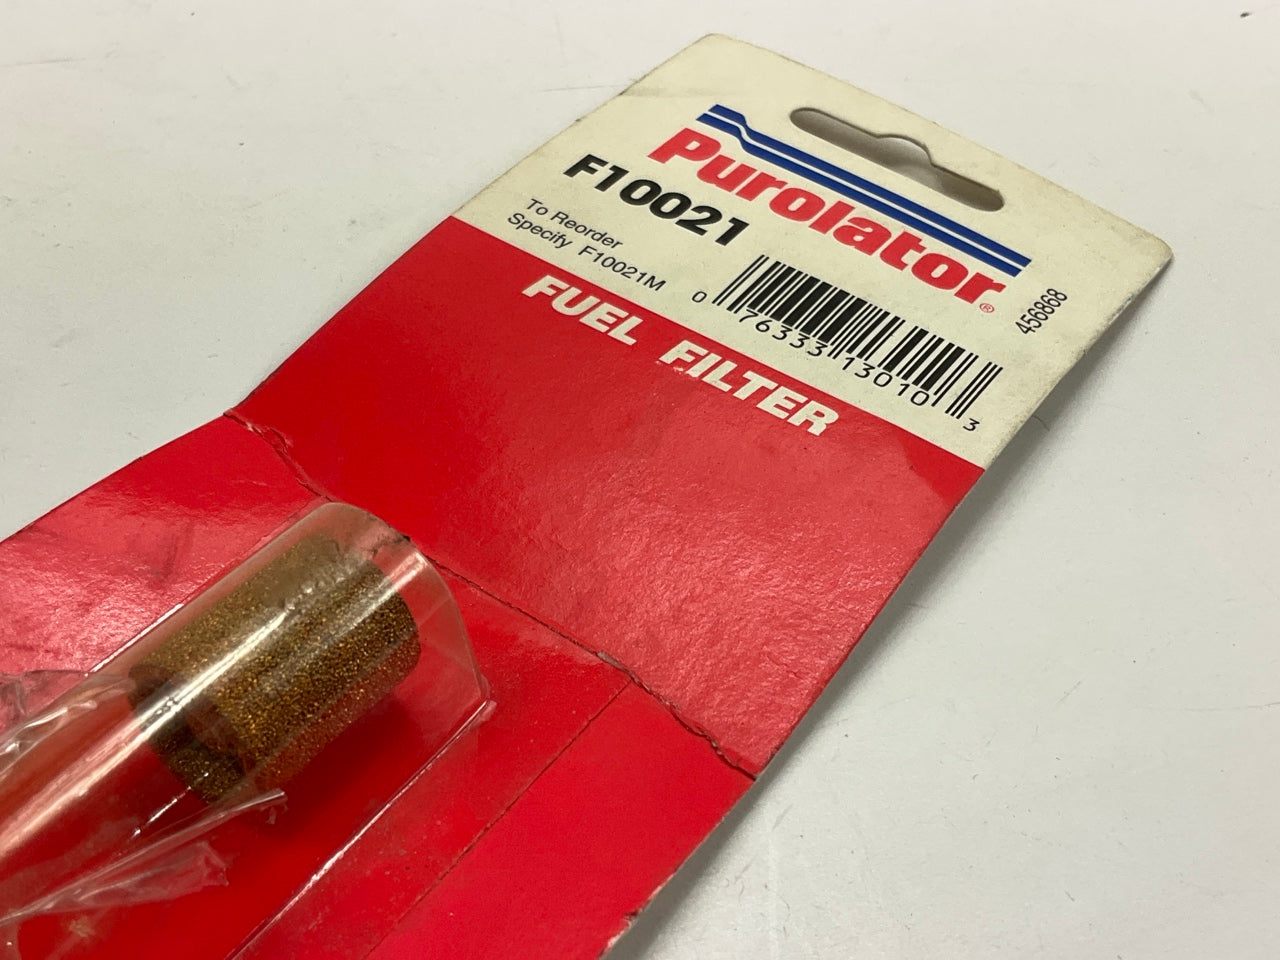 Purolator®
F10021
To Reorder
Specify F10021M
0 76333 13010 3
456868
FUEL FILTER